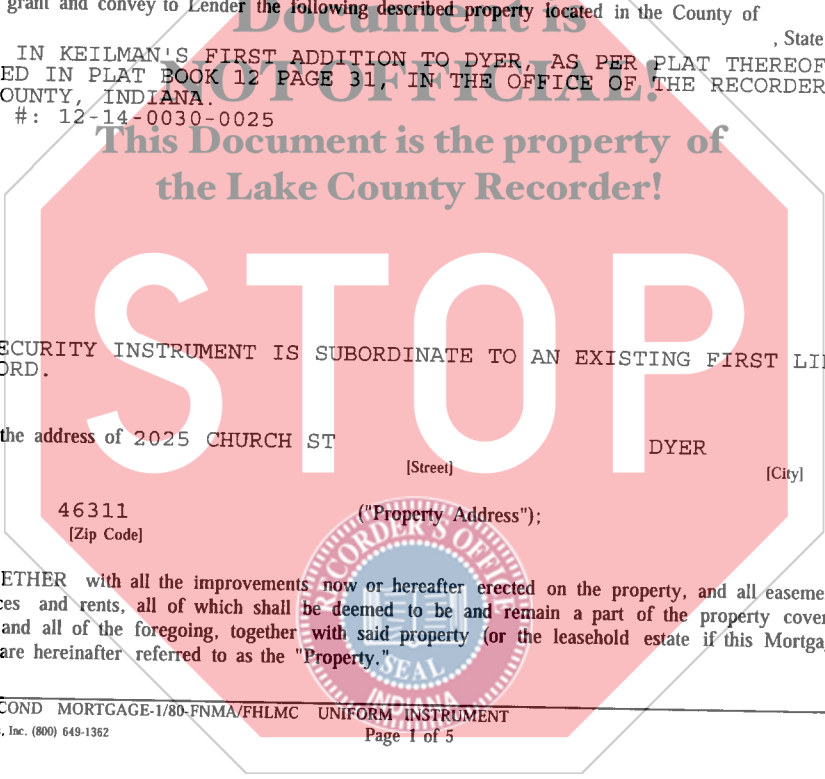 grant and convey to Lender the following described property located in the County of
Document is
, State
IN KEILMAN'S FIRST ADDITION TO DYER, AS PER PLAT THEREOF
ED IN PLAT BOOK 12 PAGE 31, IN THE OFFICE OF THE RECORDER
NOT OFFICIAL!
OUNTY, INDIANA.
#: 12-14-0030-0025
This Document is the property of
the Lake County Recorder!
STOP
ECURITY INSTRUMENT IS SUBORDINATE TO AN EXISTING FIRST LI
ORD.
the address of 2025 CHURCH ST DYER
[Street] [City]
46311 ("Property Address");
[Zip Code]
RECORDER'S OFFICE
ETHER with all the improvements now or hereafter erected on the property, and all easeme
ces and rents, all of which shall be deemed to be and remain a part of the property cover
and all of the foregoing, together with said property (or the leasehold estate if this Mortga
are hereinafter referred to as the "Property."
SEAL
INDIANA
COND MORTGAGE-1/80-FNMA/FHLMC UNIFORM INSTRUMENT
, Inc. (800) 649-1362 Page 1 of 5